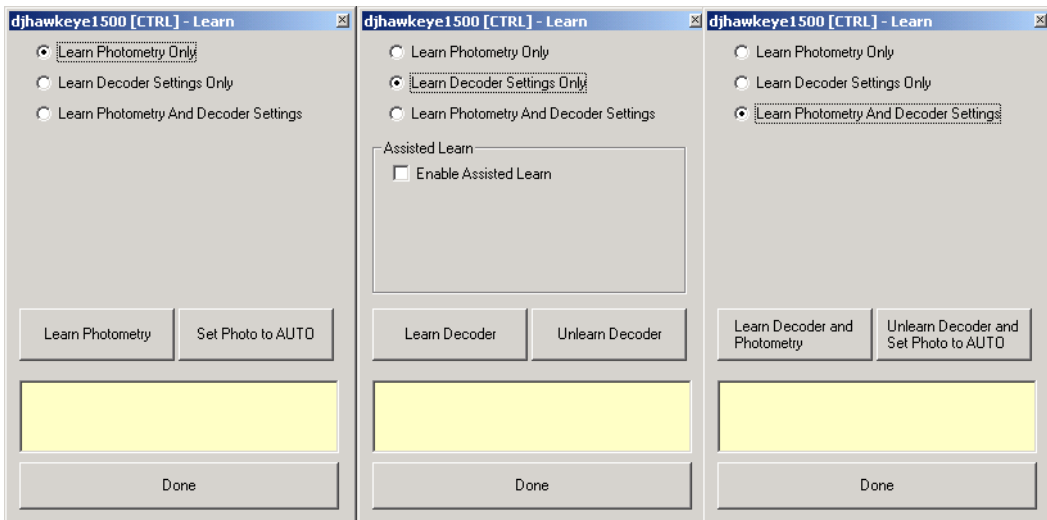 djhawkeye1500 [CTRL] - Learn
Learn Photometry Only
Learn Decoder Settings Only
Learn Photometry And Decoder Settings
Learn Photometry
Set Photo to AUTO
Done
djhawkeye1500 [CTRL] - Learn
Learn Photometry Only
Learn Decoder Settings Only
Learn Photometry And Decoder Settings
Assisted Learn
Enable Assisted Learn
Learn Decoder
Unlearn Decoder
Done
djhawkeye1500 [CTRL] - Learn
Learn Photometry Only
Learn Decoder Settings Only
Learn Photometry And Decoder Settings
Learn Decoder and
Photometry
Unlearn Decoder and
Set Photo to AUTO
Done